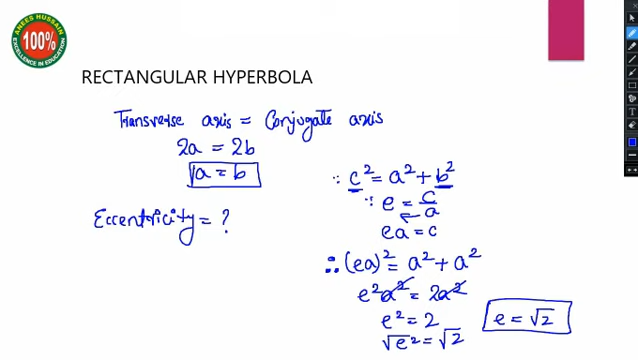 ANEES HUSSAIN
100%
EXCELLENCE IN EDUCATION
RECTANGULAR HYPERBOLA
Transverse axis = Conjugate axis
2a = 2b
a = b
Eccentricity = ?
∵ c² = a² + b²
∵ e = c/a
ea = c
∴ (ea)² = a² + a²
e²a² = 2a²
e² = 2
√e² = √2
e = √2